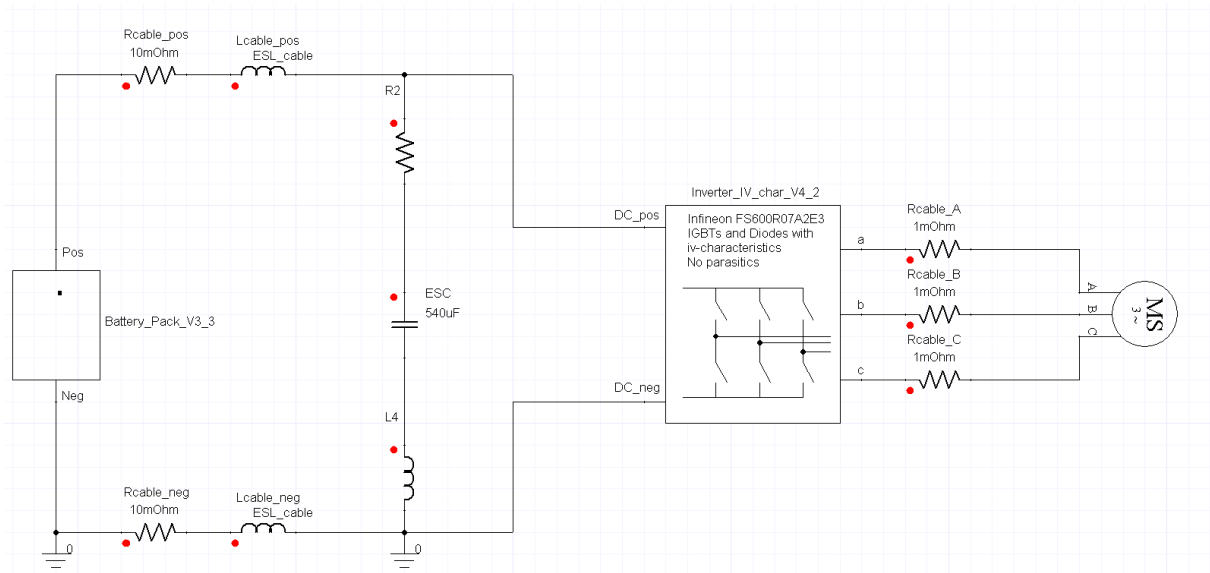 Rcable_pos
10mOhm
Lcable_pos
ESL_cable
R2
Inverter_IV_char_V4_2
Infineon FS600R07A2E3
IGBTs and Diodes with
iv-characteristics
No parasitics
DC_pos
DC_neg
a
b
c
Rcable_A
1mOhm
Rcable_B
1mOhm
Rcable_C
1mOhm
A
B
C
MS
3 ~
Pos
Battery_Pack_V3_3
Neg
ESC
540uF
L4
Rcable_neg
10mOhm
Lcable_neg
ESL_cable
0
0